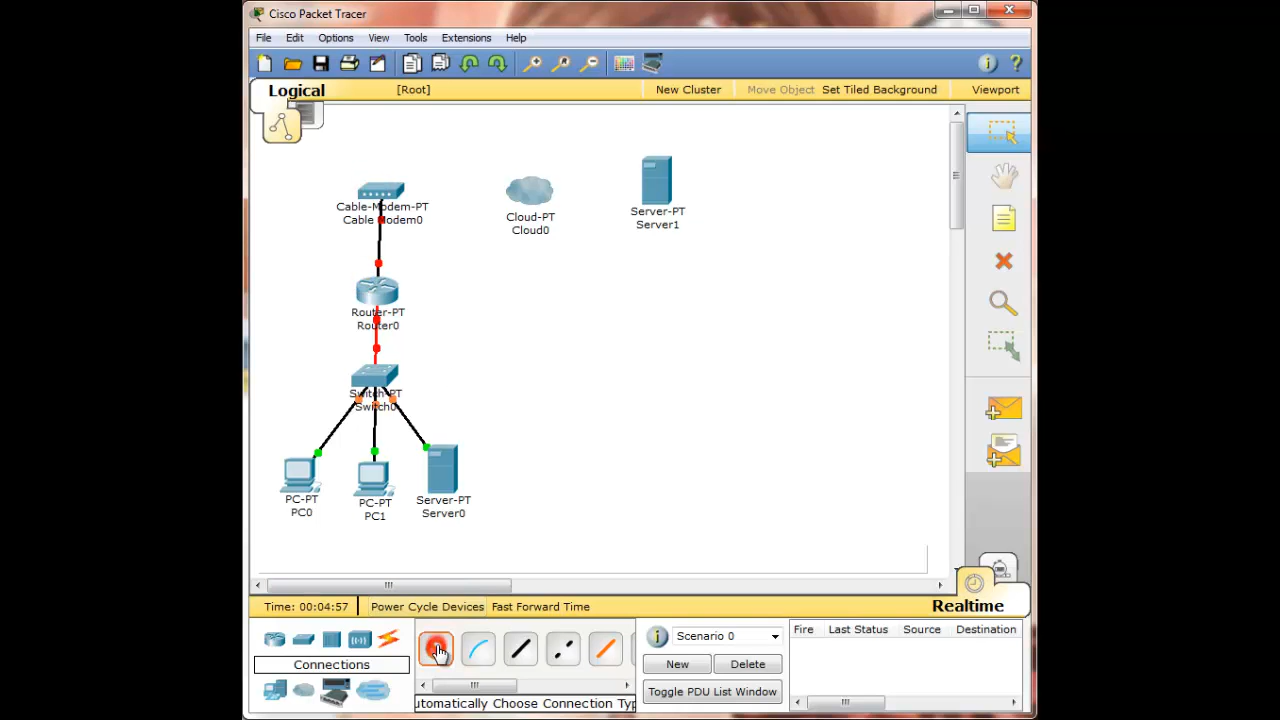 Cisco Packet Tracer
File Edit Options View Tools Extensions Help
Logical [Root] New Cluster Move Object Set Tiled Background Viewport
Cable-Modem-PT
Cable Modem0
Cloud-PT
Cloud0
Server-PT
Server1
Router-PT
Router0
Switch-PT
Switch0
PC-PT
PC0
PC-PT
PC1
Server-PT
Server0
Time: 00:04:57 Power Cycle Devices Fast Forward Time
Realtime
Connections
utomatically Choose Connection Typ
Scenario 0
New Delete
Toggle PDU List Window
Fire Last Status Source Destination